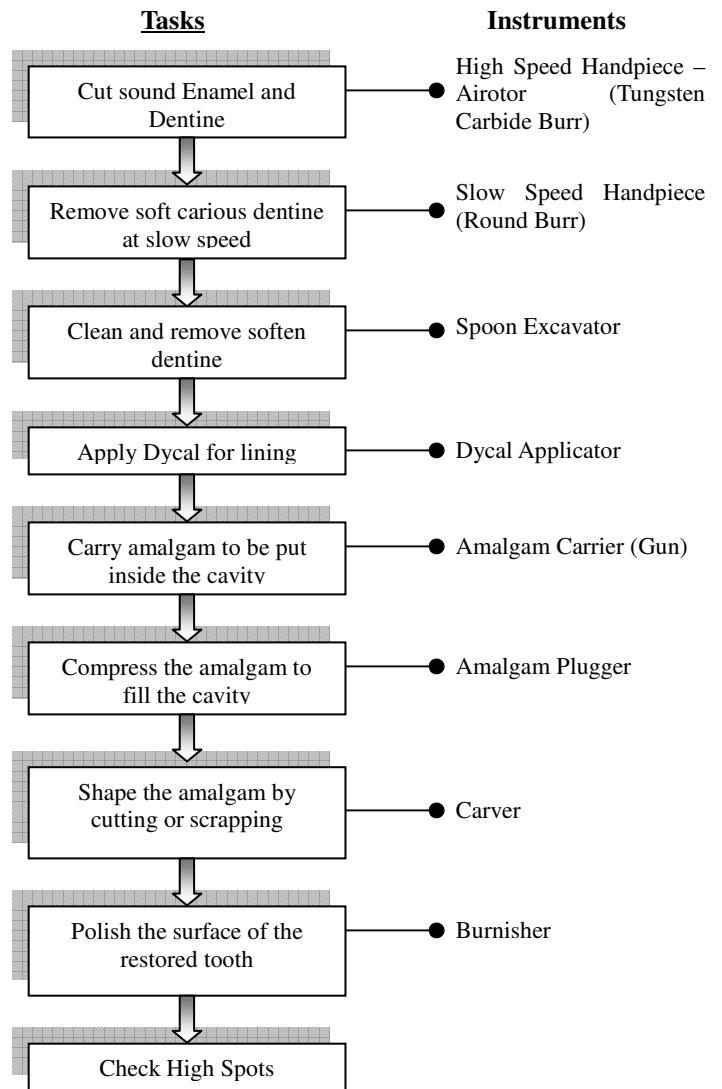 Tasks
Instruments
Cut sound Enamel and
Dentine
High Speed Handpiece –
Airotor (Tungsten
Carbide Burr)
Remove soft carious dentine
at slow speed
Slow Speed Handpiece
(Round Burr)
Clean and remove soften
dentine
Spoon Excavator
Apply Dycal for lining
Dycal Applicator
Carry amalgam to be put
inside the cavity
Amalgam Carrier (Gun)
Compress the amalgam to
fill the cavity
Amalgam Plugger
Shape the amalgam by
cutting or scrapping
Carver
Polish the surface of the
restored tooth
Burnisher
Check High Spots